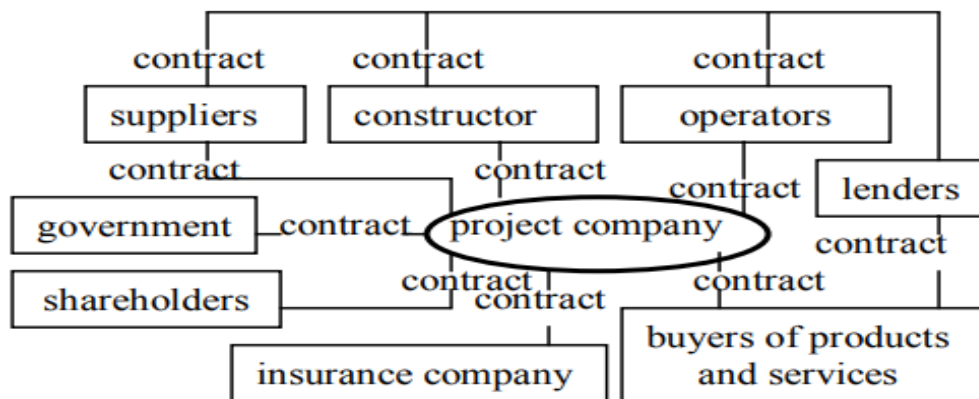 contract contract contract
suppliers constructor operators
contract contract contract lenders
government contract project company contract
shareholders contract contract contract
insurance company buyers of products
and services